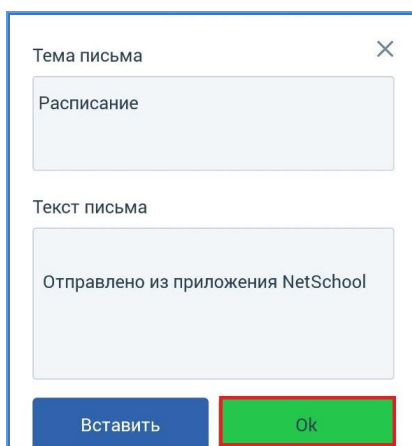 Тема письма
Расписание
Текст письма
Отправлено из приложения NetSchool
Вставить Ok